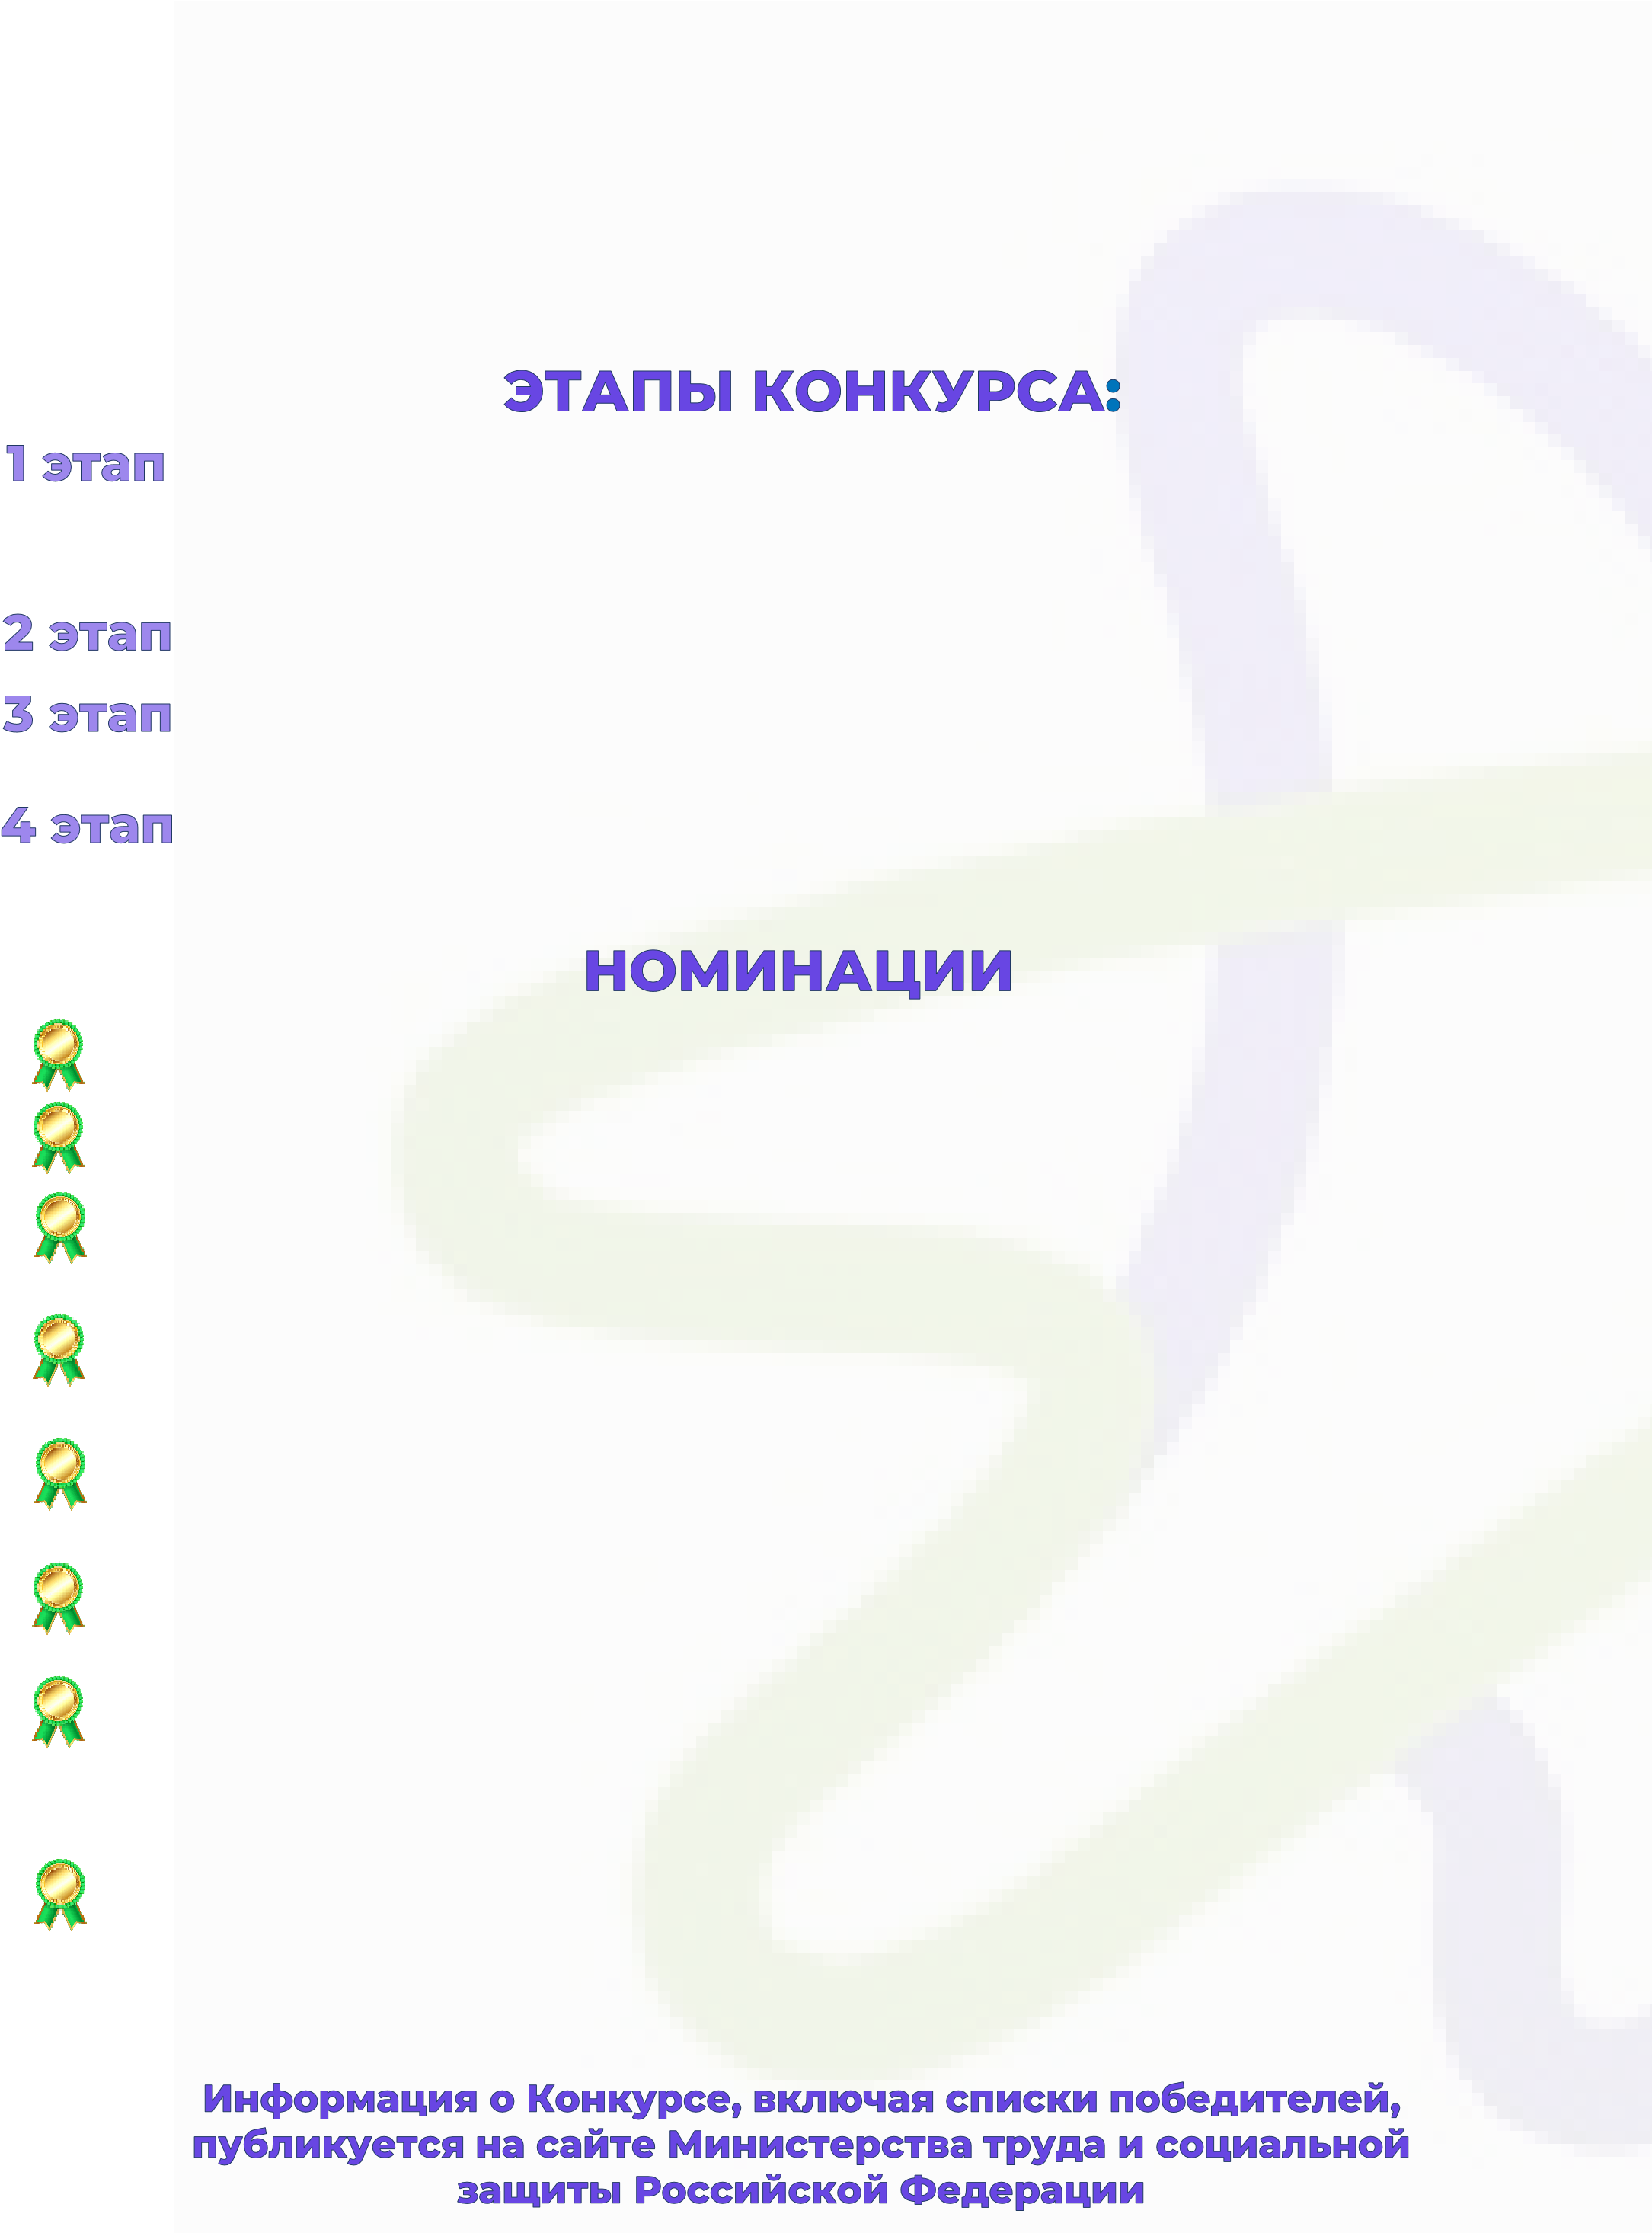 ЭТАПЫ КОНКУРСА:
1 этап
2 этап
3 этап
4 этап
НОМИНАЦИИ
Информация о Конкурсе, включая списки победителей,
публикуется на сайте Министерства труда и социальной
защиты Российской Федерации